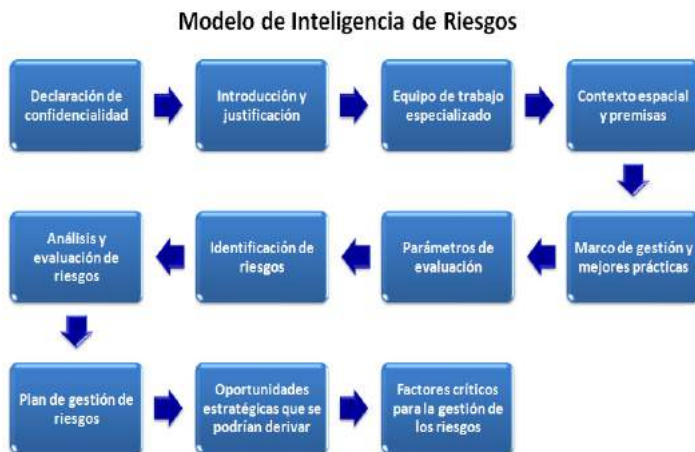 Modelo de Inteligencia de Riesgos
Declaración de
confidencialidad
Introducción y
justificación
Equipo de trabajo
especializado
Contexto espacial
y premisas
Marco de gestión y
mejores prácticas
Parámetros de
evaluación
Identificación de
riesgos
Análisis y
evaluación de
riesgos
Plan de gestión de
riesgos
Oportunidades
estratégicas que se
podrían derivar
Factores críticos
para la gestión de
los riesgos